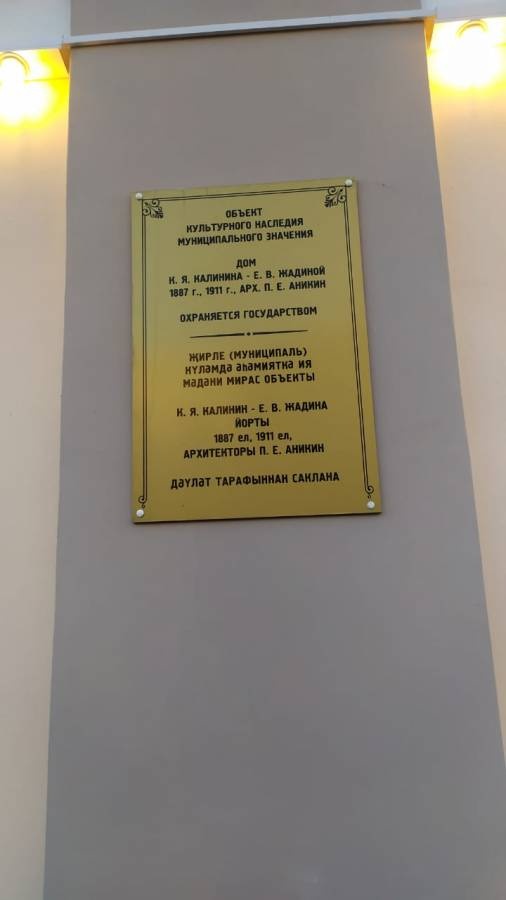 ОБЪЕКТ
КУЛЬТУРНОГО НАСЛЕДИЯ
МУНИЦИПАЛЬНОГО ЗНАЧЕНИЯ
ДОМ
К. Я. КАЛИНИНА - Е. В. ЖАДИНОЙ
1887 г., 1911 г., АРХ. П. Е. АНИКИН
ОХРАНЯЕТСЯ ГОСУДАРСТВОМ
ҖИРЛЕ (МУНИЦИПАЛЬ)
КҮЛӘМДӘ ӘҺӘМИЯТКӘ ИЯ
МӘДӘНИ МИРАС ОБЪЕКТЫ
К. Я. КАЛИНИН - Е. В. ЖАДИНА
ЙОРТЫ
1887 ел, 1911 ел,
АРХИТЕКТОРЫ П. Е. АНИКИН
ДӘҮЛӘТ ТАРАФЫННАН САКЛАНА